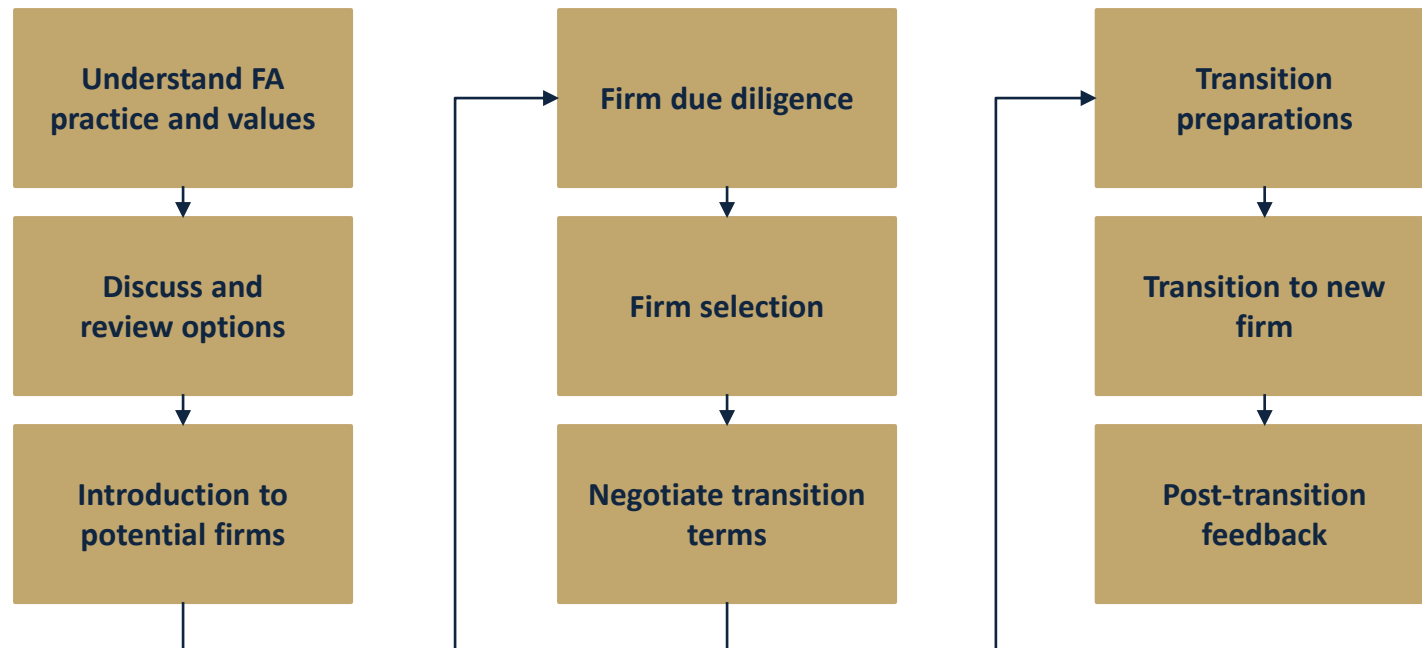 Understand FA
practice and values
Discuss and
review options
Introduction to
potential firms
Firm due diligence
Firm selection
Negotiate transition
terms
Transition
preparations
Transition to new
firm
Post-transition
feedback